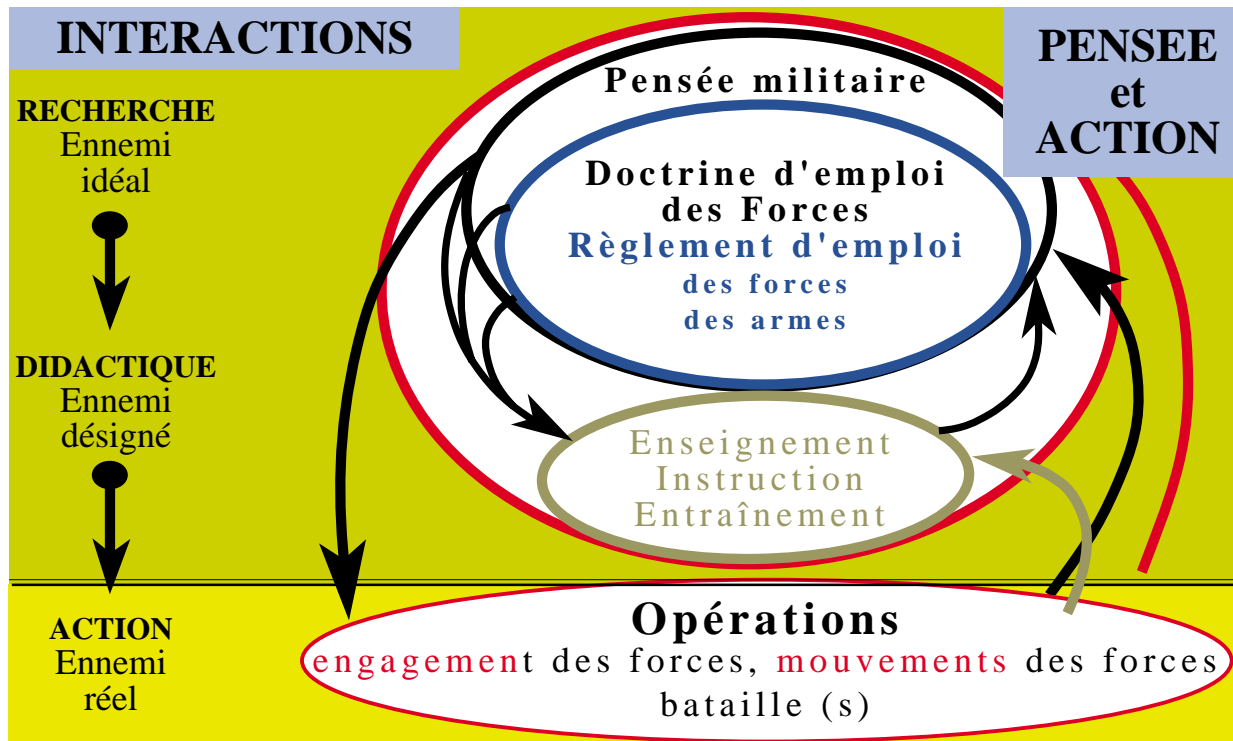 INTERACTIONS
PENSEE
et
ACTION
RECHERCHE
Ennemi
idéal
DIDACTIQUE
Ennemi
désigné
ACTION
Ennemi
réel
Pensée militaire
Doctrine d'emploi
des Forces
Règlement d'emploi
des forces
des armes
Enseignement
Instruction
Entraînement
Opérations
engagement des forces, mouvements des forces
bataille (s)